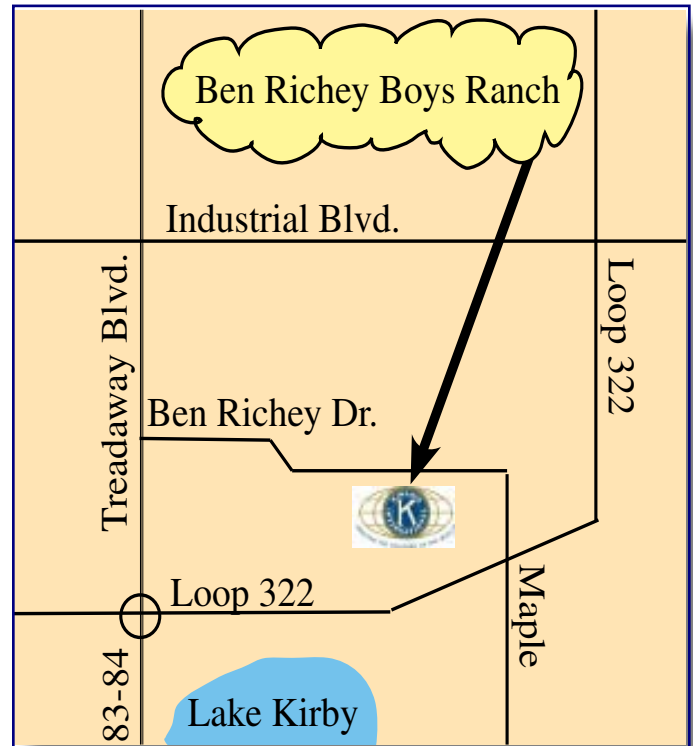 Ben Richey Boys Ranch
Industrial Blvd.
Treadaway Blvd.
Loop 322
Ben Richey Dr.
K
Loop 322
Maple
83-84
Lake Kirby